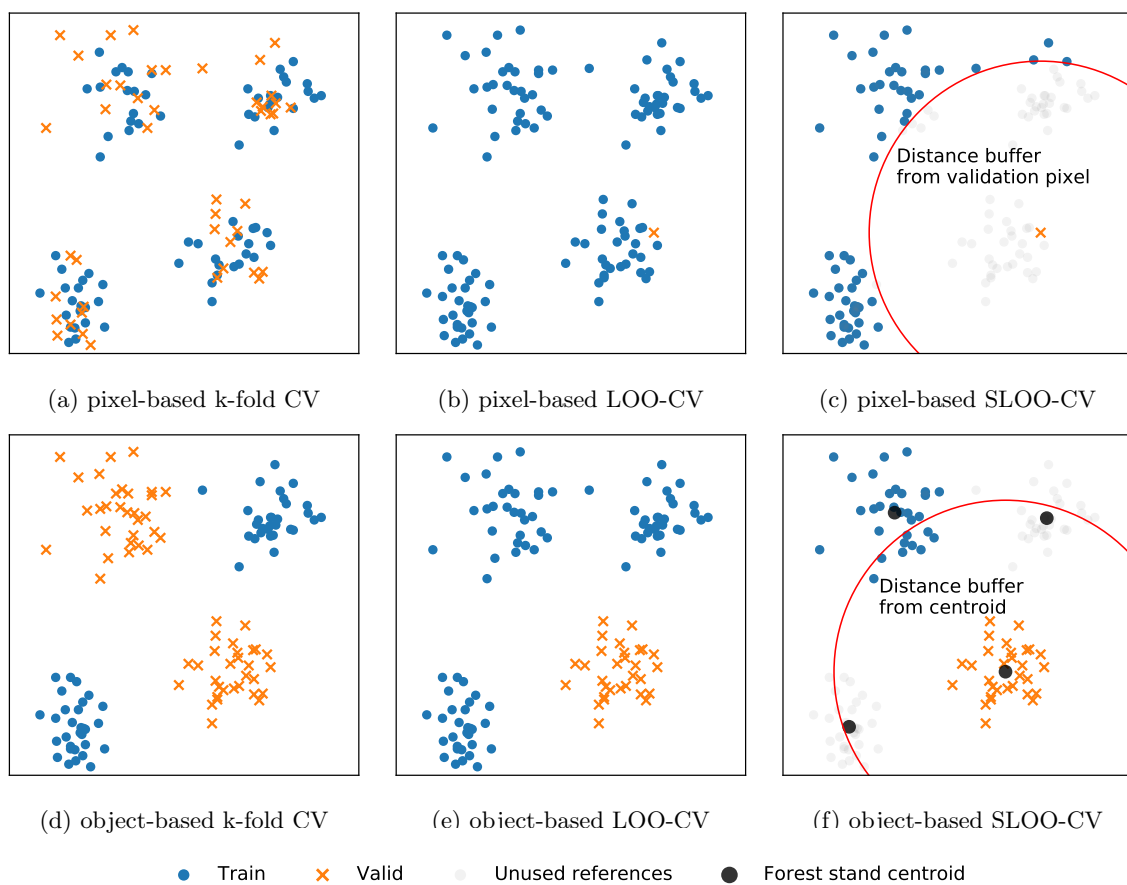 Distance buffer
from validation pixel
(a) pixel-based k-fold CV
(b) pixel-based LOO-CV
(c) pixel-based SLOO-CV
Distance buffer
from centroid
(d) object-based k-fold CV
(e) object-based LOO-CV
(f) object-based SLOO-CV
Train
Valid
Unused references
Forest stand centroid